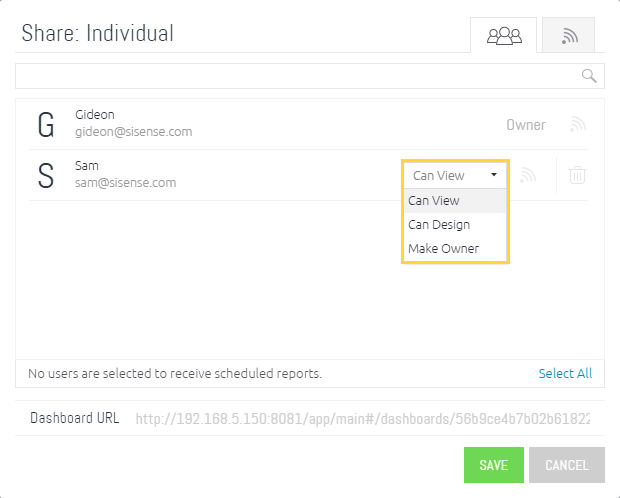 Share: Individual
G
Gideon
gideon@sisense.com
Owner
S
Sam
sam@sisense.com
Can View
Can View
Can Design
Make Owner
No users are selected to receive scheduled reports.
Select All
Dashboard URL
http://192.168.5.150:8081/app/main#/dashboards/56b9ce4b7b02b61822
SAVE
CANCEL